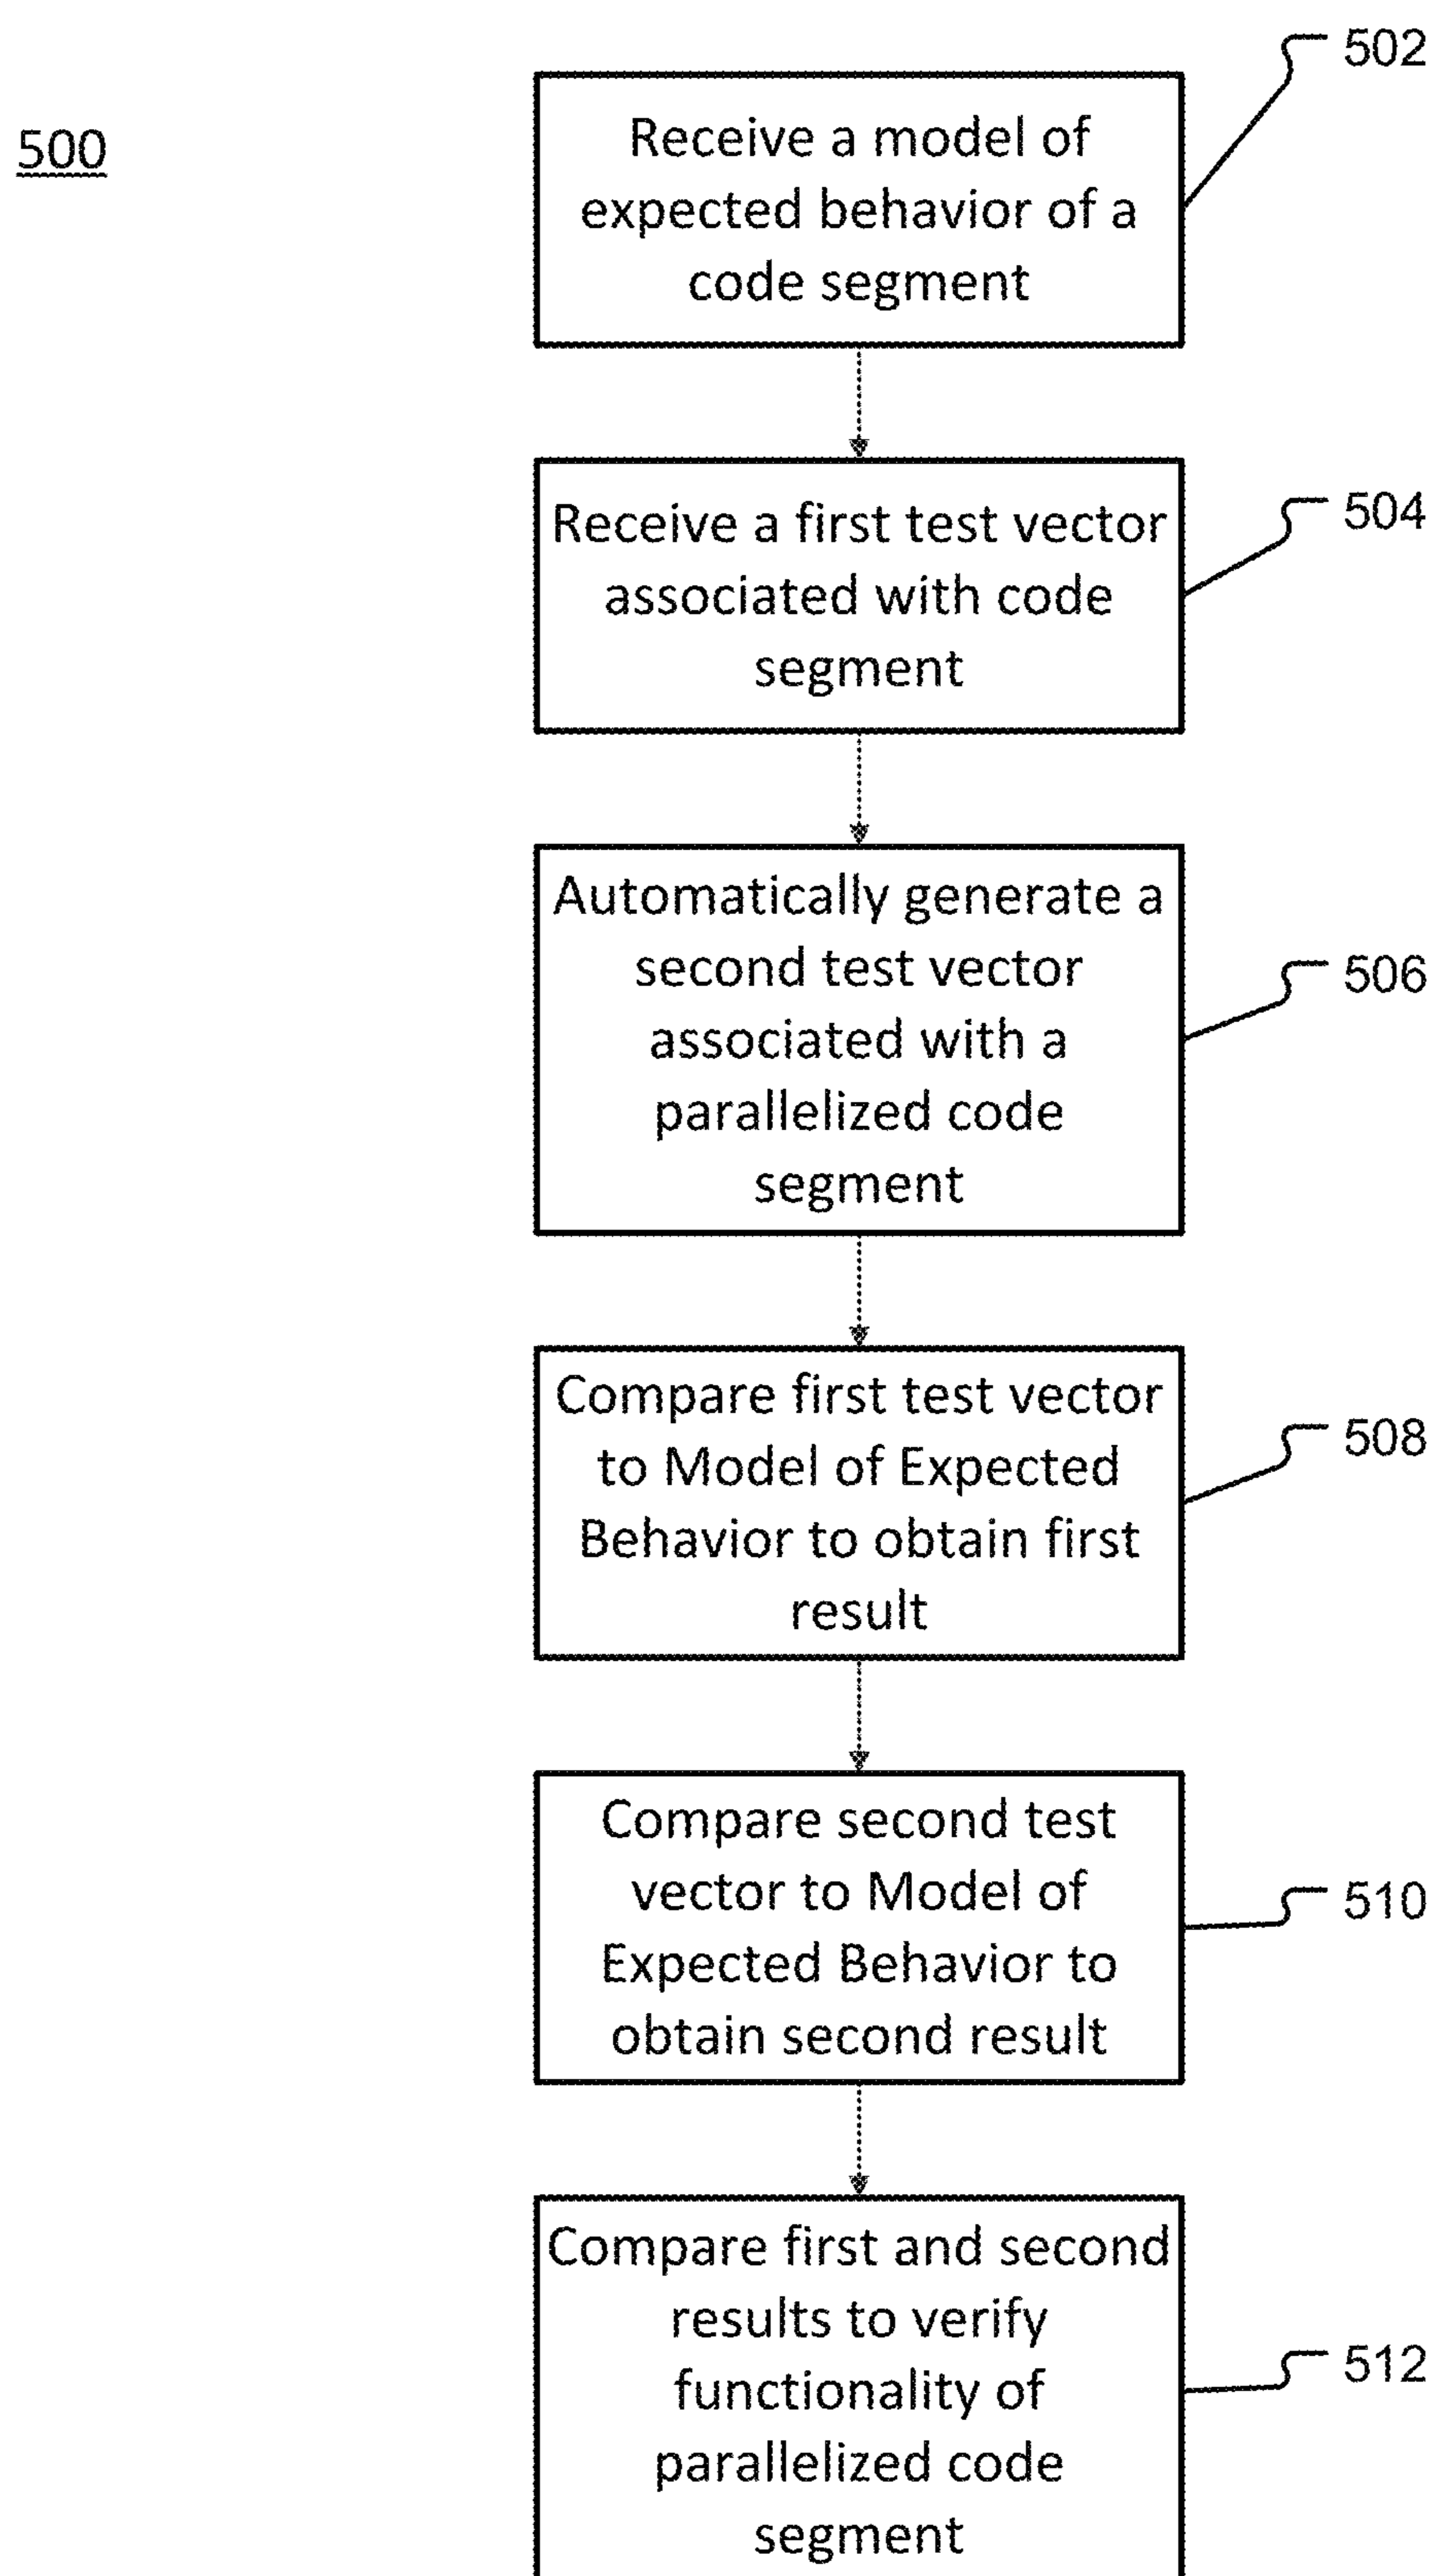 500
502
Receive a model of
expected behavior of a
code segment
504
Receive a first test vector
associated with code
segment
506
Automatically generate a
second test vector
associated with a
parallelized code
segment
508
Compare first test vector
to Model of Expected
Behavior to obtain first
result
510
Compare second test
vector to Model of
Expected Behavior to
obtain second result
512
Compare first and second
results to verify
functionality of
parallelized code
segment